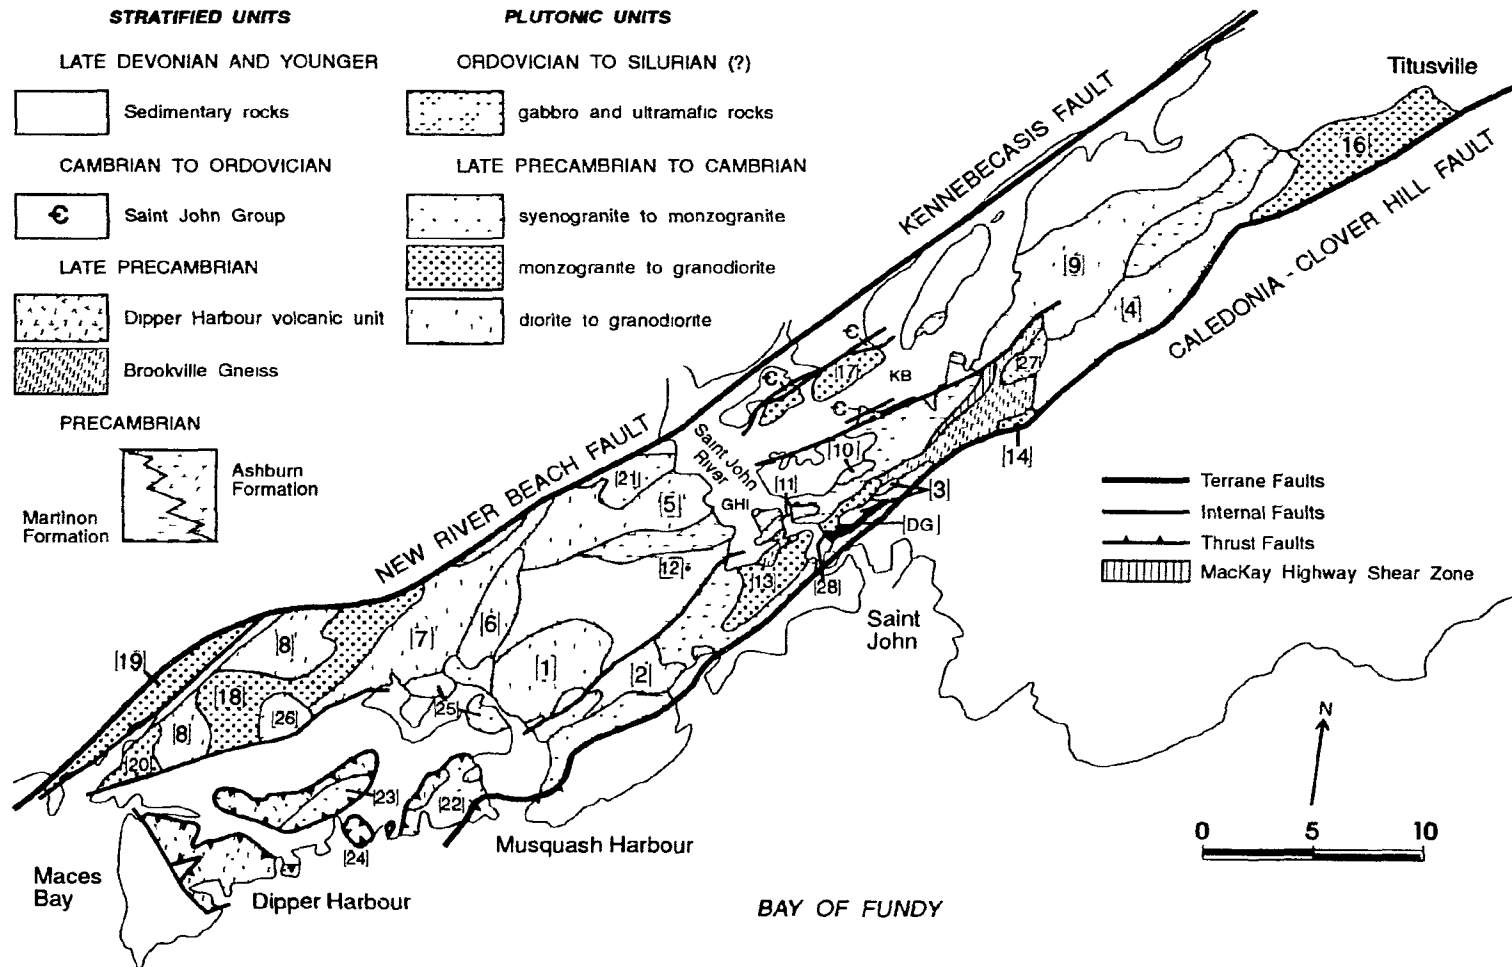 STRATIFIED UNITS
LATE DEVONIAN AND YOUNGER
Sedimentary rocks
CAMBRIAN TO ORDOVICIAN
Є Saint John Group
LATE PRECAMBRIAN
Dipper Harbour volcanic unit
Brookville Gneiss
PRECAMBRIAN
Ashburn
Formation
Martinon
Formation
PLUTONIC UNITS
ORDOVICIAN TO SILURIAN (?)
gabbro and ultramafic rocks
LATE PRECAMBRIAN TO CAMBRIAN
syenogranite to monzogranite
monzogranite to granodiorite
diorite to granodiorite
Titusville
KENNEBECASIS FAULT
CALEDONIA - CLOVER HILL FAULT
NEW RIVER BEACH FAULT
16
[9]
[4]
Є
17
KB
[27]
Є
Є
Saint John
River
[10]
[14]
[21]
[5]
[11]
[3]
GHI
[DG]
[12]
[13]
[28]
Saint
John
[6]
[7]
[8]
[19]
[1]
[2]
[18]
[26]
[25]
[8]
[20]
[23]
[22]
[24]
Musquash Harbour
Maces
Bay
Dipper Harbour
BAY OF FUNDY
Terrane Faults
Internal Faults
Thrust Faults
MacKay Highway Shear Zone
N
0 5 10